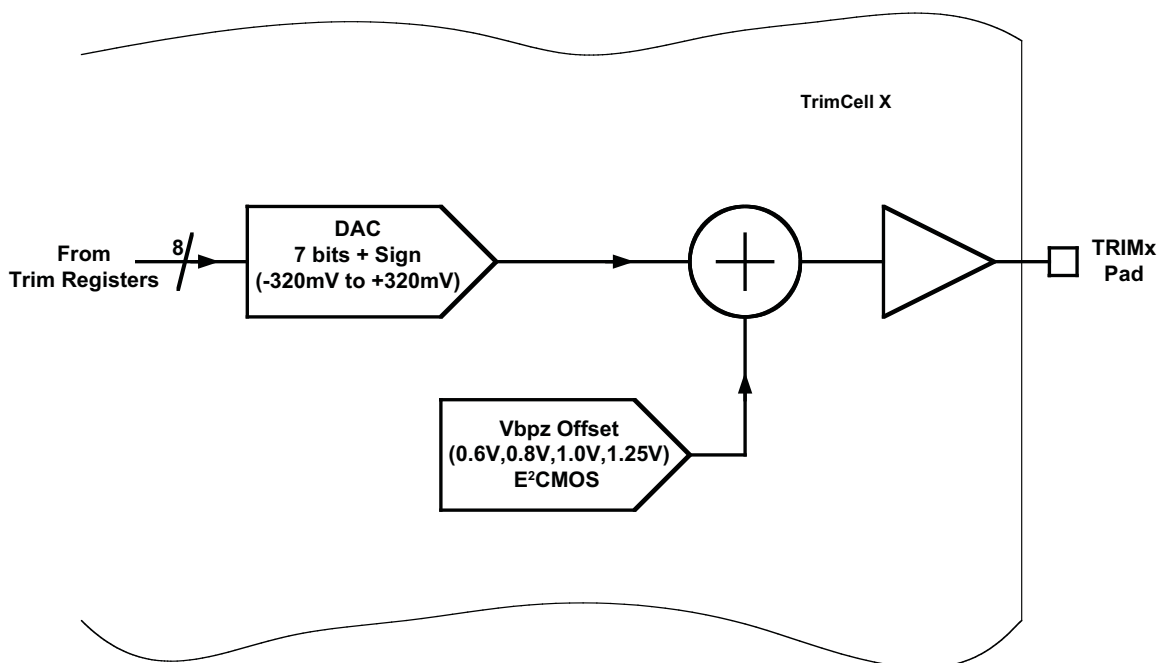 TrimCell X
From
Trim Registers
8
DAC
7 bits + Sign
(-320mV to +320mV)
TRIMx
Pad
Vbpz Offset
(0.6V,0.8V,1.0V,1.25V)
E²CMOS